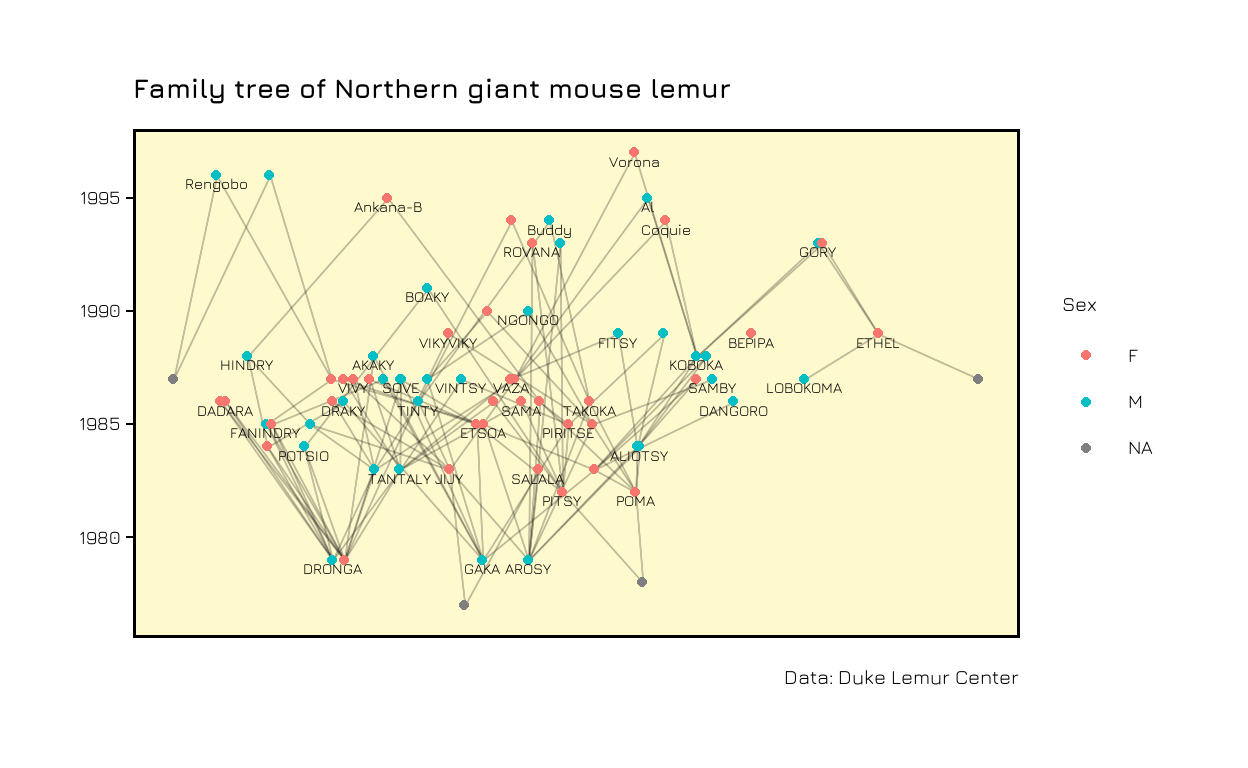 Family tree of Northern giant mouse lemur
Vorona
Rengobo
1995
Ankana-B
Al
Buddy
Coquie
ROVANA
GORY
BOAKY
Sex
1990
NGONGO
VIKYVIKY
FITSY
BEPIPA
ETHEL
F
HINDRY
AKAKY
KOBOKA
VIVY
SOVE
VINTSY
VAZA
SAMBY
LOBOKOMA
M
DADARA
DRAKY
TINTY
SAMA
TAKOKA
DANGORO
1985
FANINDRY
ETSOA
PIRITSE
NA
POTSIO
ALIOTSY
TANTALY
JIJY
SALALA
PITSY
POMA
1980
DRONGA
GAKA
AROSY
Data: Duke Lemur Center